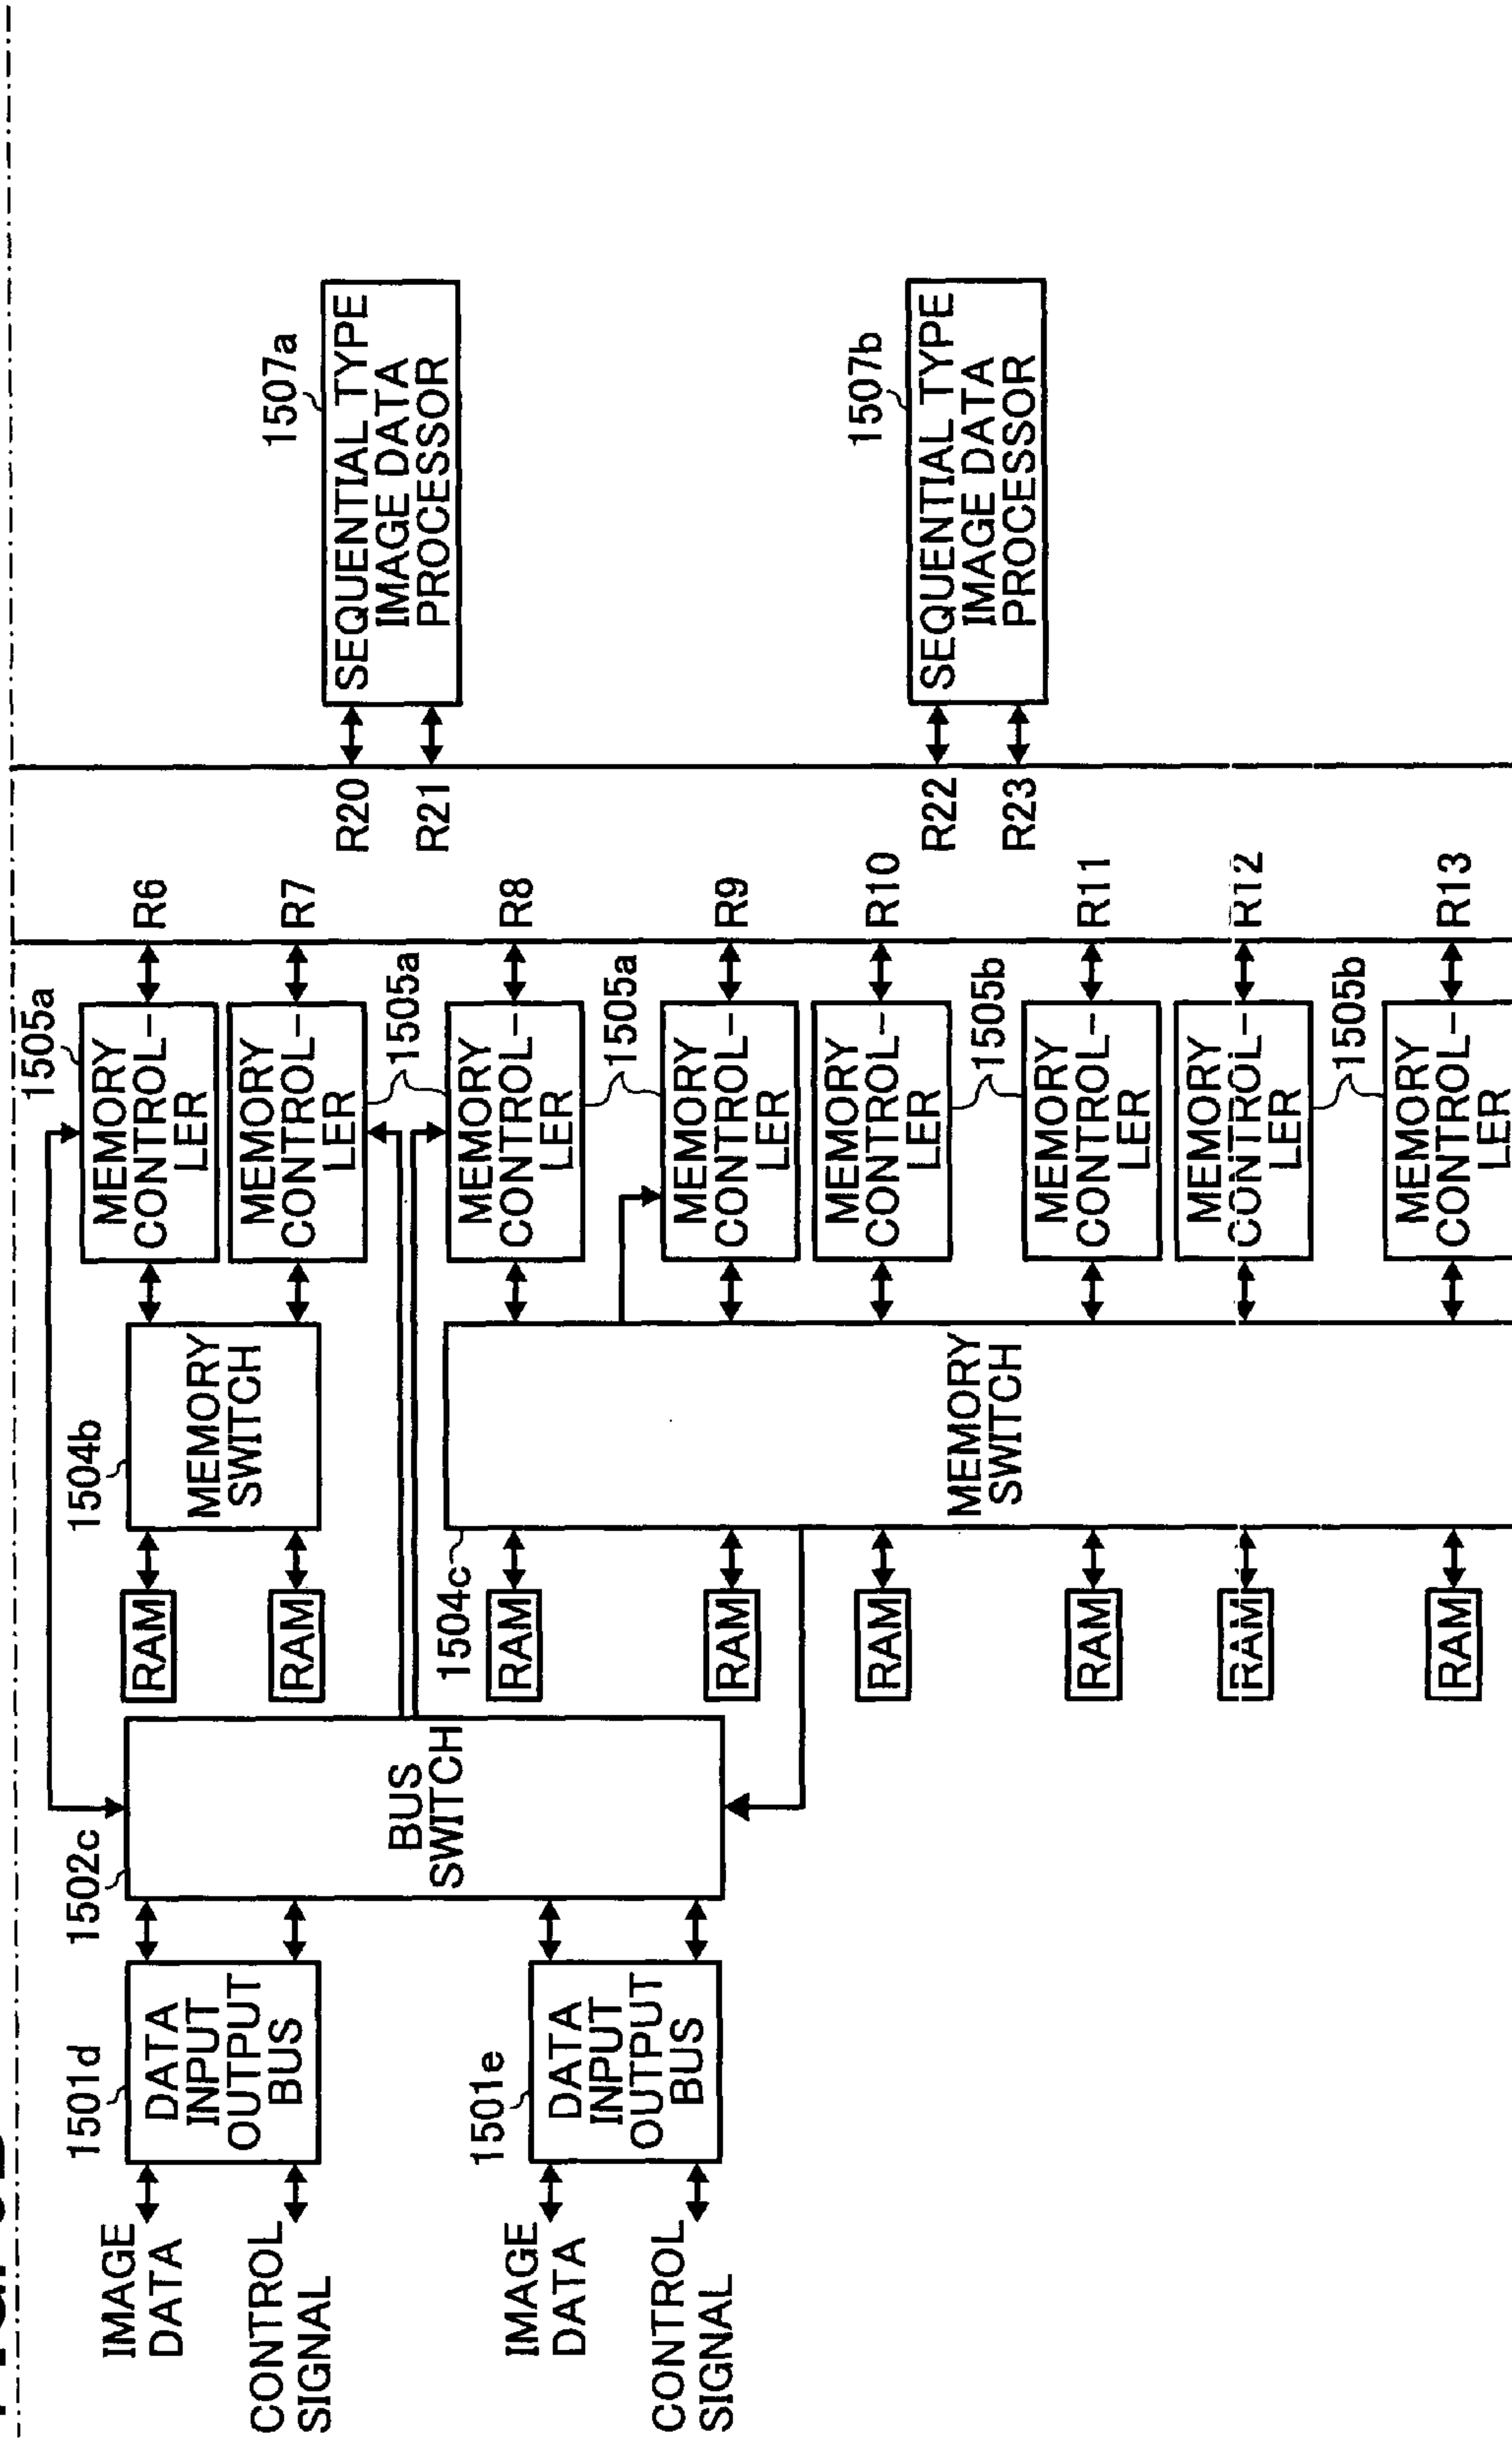 IMAGE
DATA
CONTROL
SIGNAL
1501d
DATA
INPUT
OUTPUT
BUS
IMAGE
DATA
CONTROL
SIGNAL
1501e
DATA
INPUT
OUTPUT
BUS
1502c
BUS
SWITCH
RAM
RAM
RAM
RAM
RAM
RAM
RAM
RAM
1504b
MEMORY
SWITCH
1504c
MEMORY
SWITCH
1505a
MEMORY
CONTROL-
LER
MEMORY
CONTROL-
LER
1505a
MEMORY
CONTROL-
LER
1505a
MEMORY
CONTROL-
LER
MEMORY
CONTROL-
LER
1505b
MEMORY
CONTROL-
LER
MEMORY
CONTROL-
LER
1505b
MEMORY
CONTROL-
LER
R6
R7
R8
R9
R10
R11
R12
R13
R20
R21
R22
R23
1507a
SEQUENTIAL TYPE
IMAGE DATA
PROCESSOR
1507b
SEQUENTIAL TYPE
IMAGE DATA
PROCESSOR